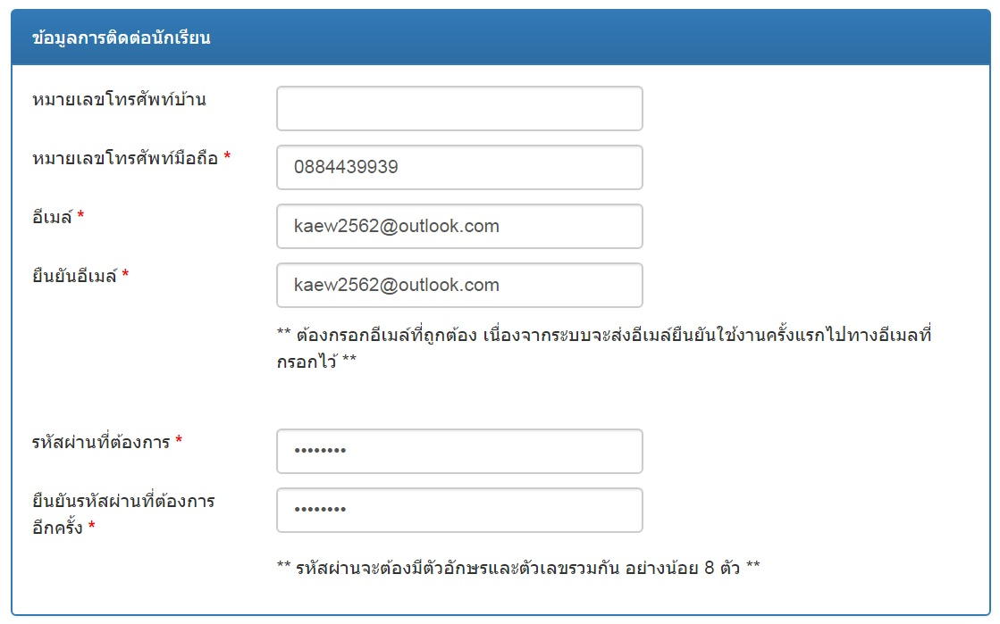 ข้อมูลการติดต่อนักเรียน
หมายเลขโทรศัพท์บ้าน
หมายเลขโทรศัพท์มือถือ *
0884439939
อีเมล์ *
kaew2562@outlook.com
ยืนยันอีเมล์ *
kaew2562@outlook.com
** ต้องกรอกอีเมล์ที่ถูกต้อง เนื่องจากระบบจะส่งอีเมล์ยืนยันใช้งานครั้งแรกไปทางอีเมลที่
กรอกไว้ **
รหัสผ่านที่ต้องการ *
••••••••
ยืนยันรหัสผ่านที่ต้องการ
อีกครั้ง *
••••••••
** รหัสผ่านจะต้องมีตัวอักษรและตัวเลขรวมกัน อย่างน้อย 8 ตัว **